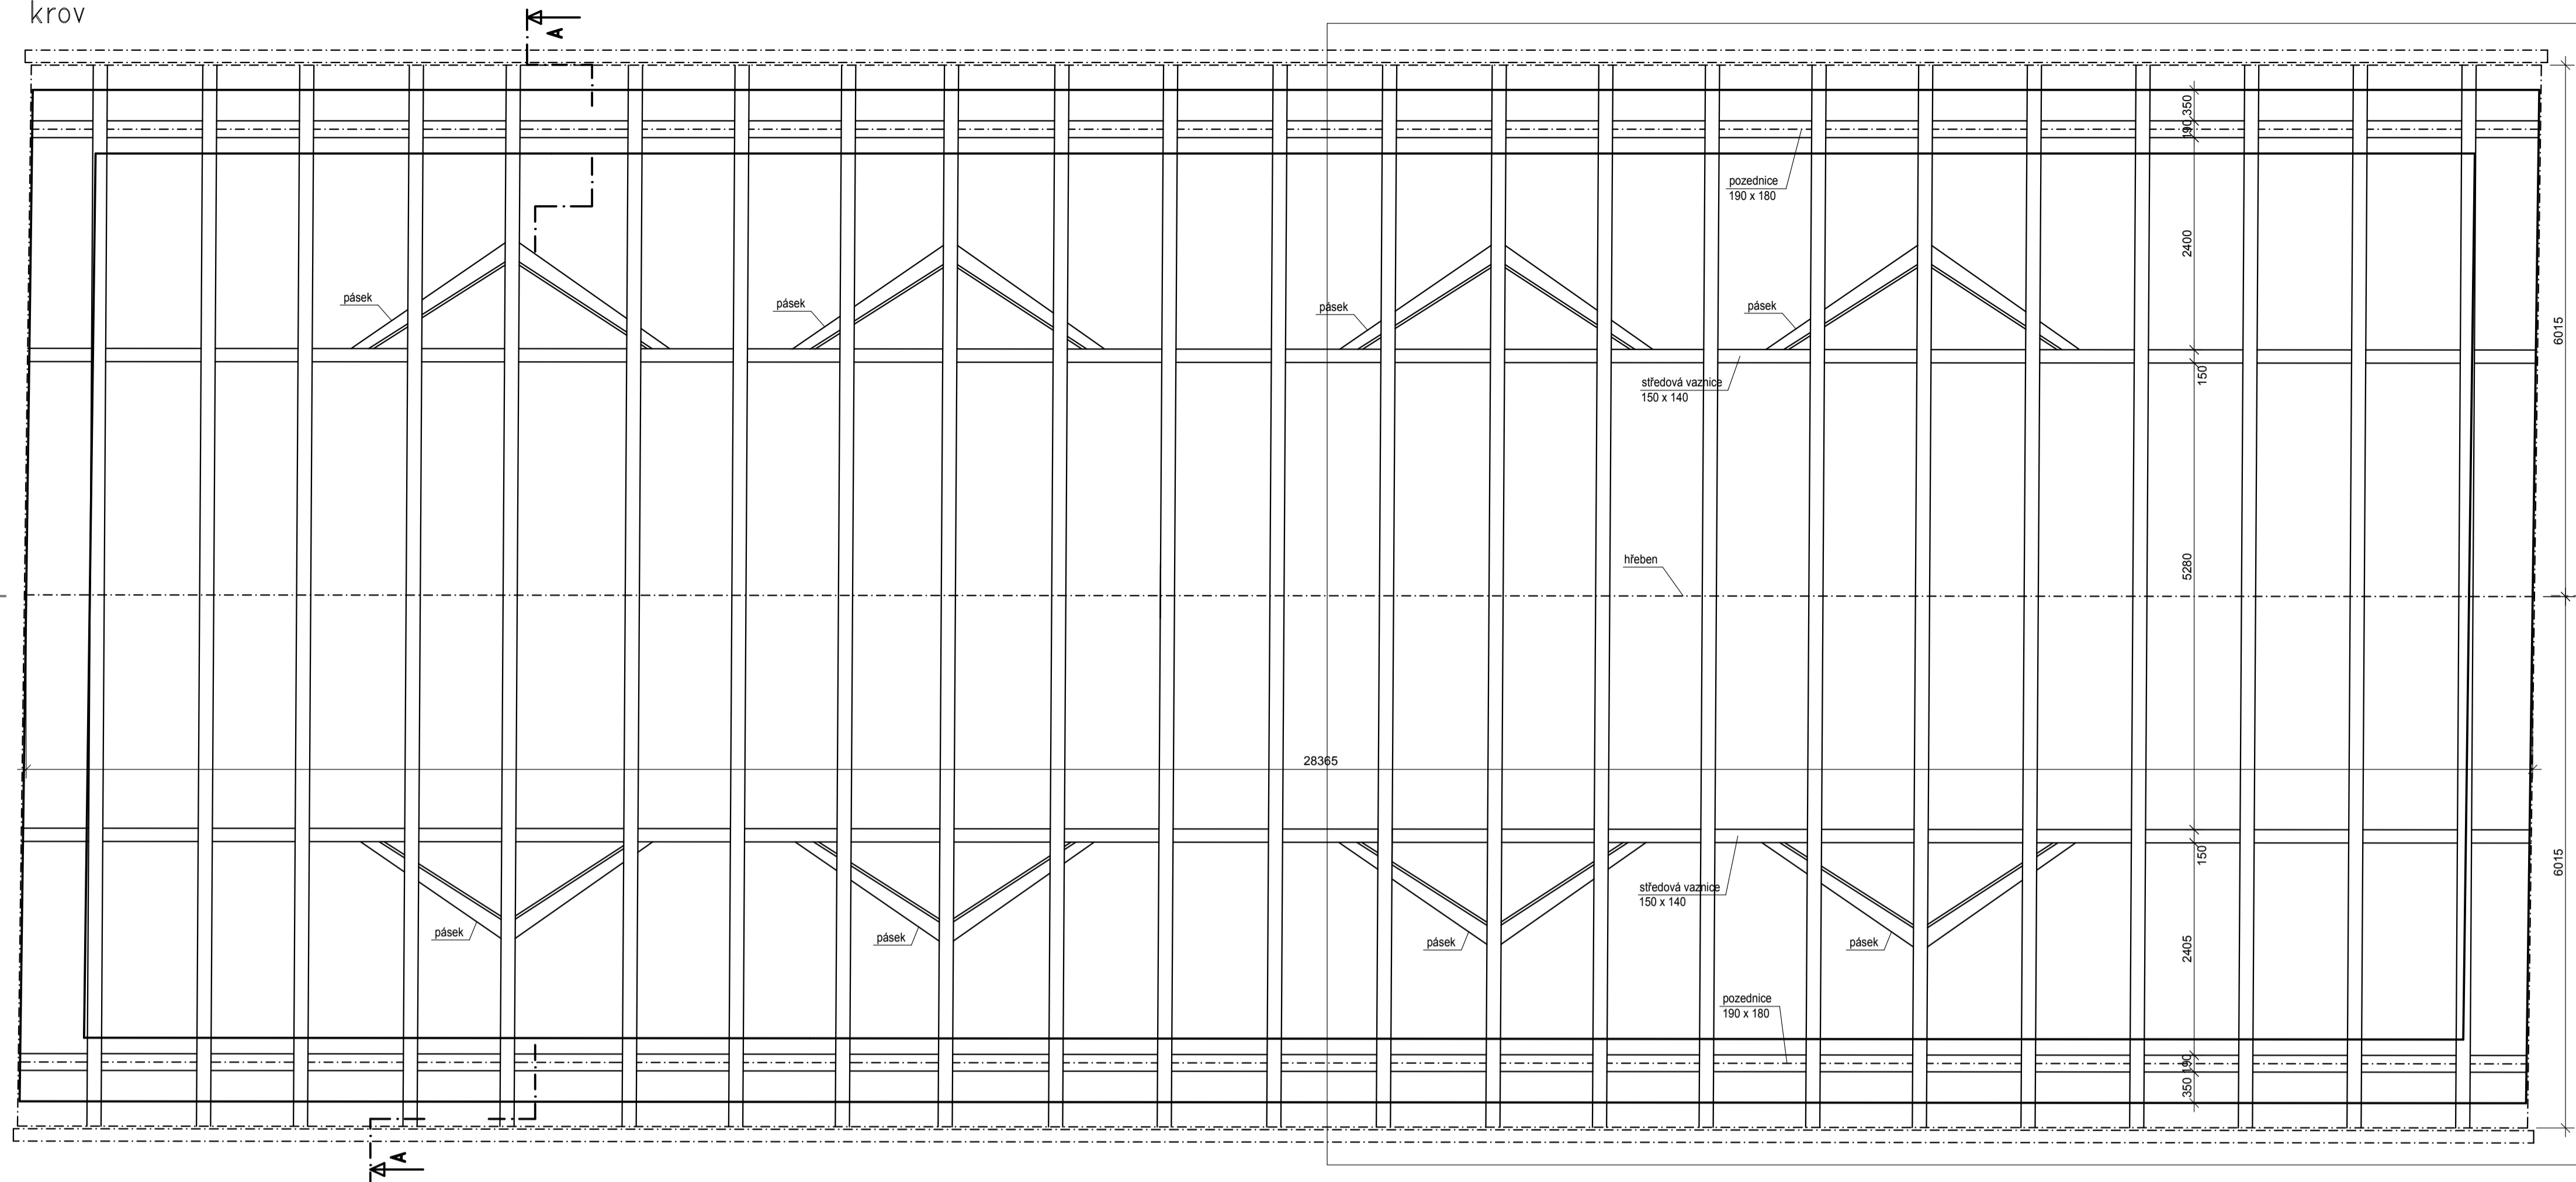 krov
A
350
190
pozednice
190 x 180
2400
pásek
pásek
pásek
pásek
6015
150
středová vaznice
150 x 140
hřeben
5280
28365
150
středová vaznice
150 x 140
6015
pásek
pásek
pásek
pásek
2405
pozednice
190 x 180
190
350
A